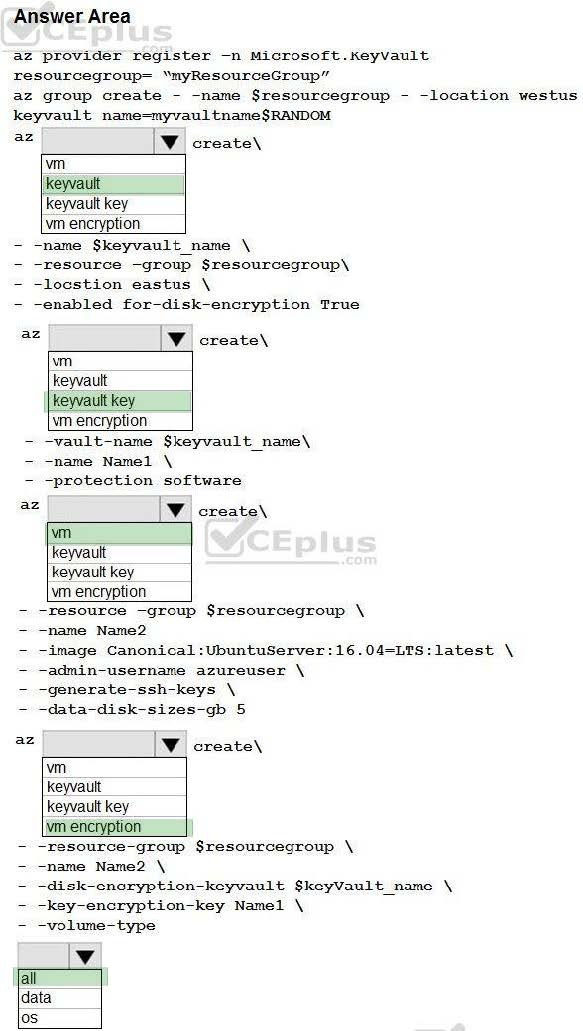 Answer Area
CEplus
.com
az provider register -n Microsoft.KeyVault
resourcegroup= "myResourceGroup"
az group create - -name $resourcegroup - -location westus
keyvault name=myvaultname$RANDOM
az create\
vm
keyvault
keyvault key
vm encryption
- -name $keyvault_name \
- -resource -group $resourcegroup\
- -locstion eastus \
- -enabled for-disk-encryption True
az create\
vm
keyvault
keyvault key
vm encryption
- -vault-name $keyvault_name\
- -name Name1 \
- -protection software
az create\
vm
keyvault
keyvault key
vm encryption
CEplus
.com
- -resource -group $resourcegroup \
- -name Name2
- -image Canonical:UbuntuServer:16.04=LTS:latest \
- -admin-username azureuser \
- -generate-ssh-keys \
- -data-disk-sizes-gb 5
az create\
vm
keyvault
keyvault key
vm encryption
- -resource-group $resourcegroup \
- -name Name2 \
- -disk-encryption-keyvault $keyVault_name \
- -key-encryption-key Name1 \
- -volume-type
all
data
os